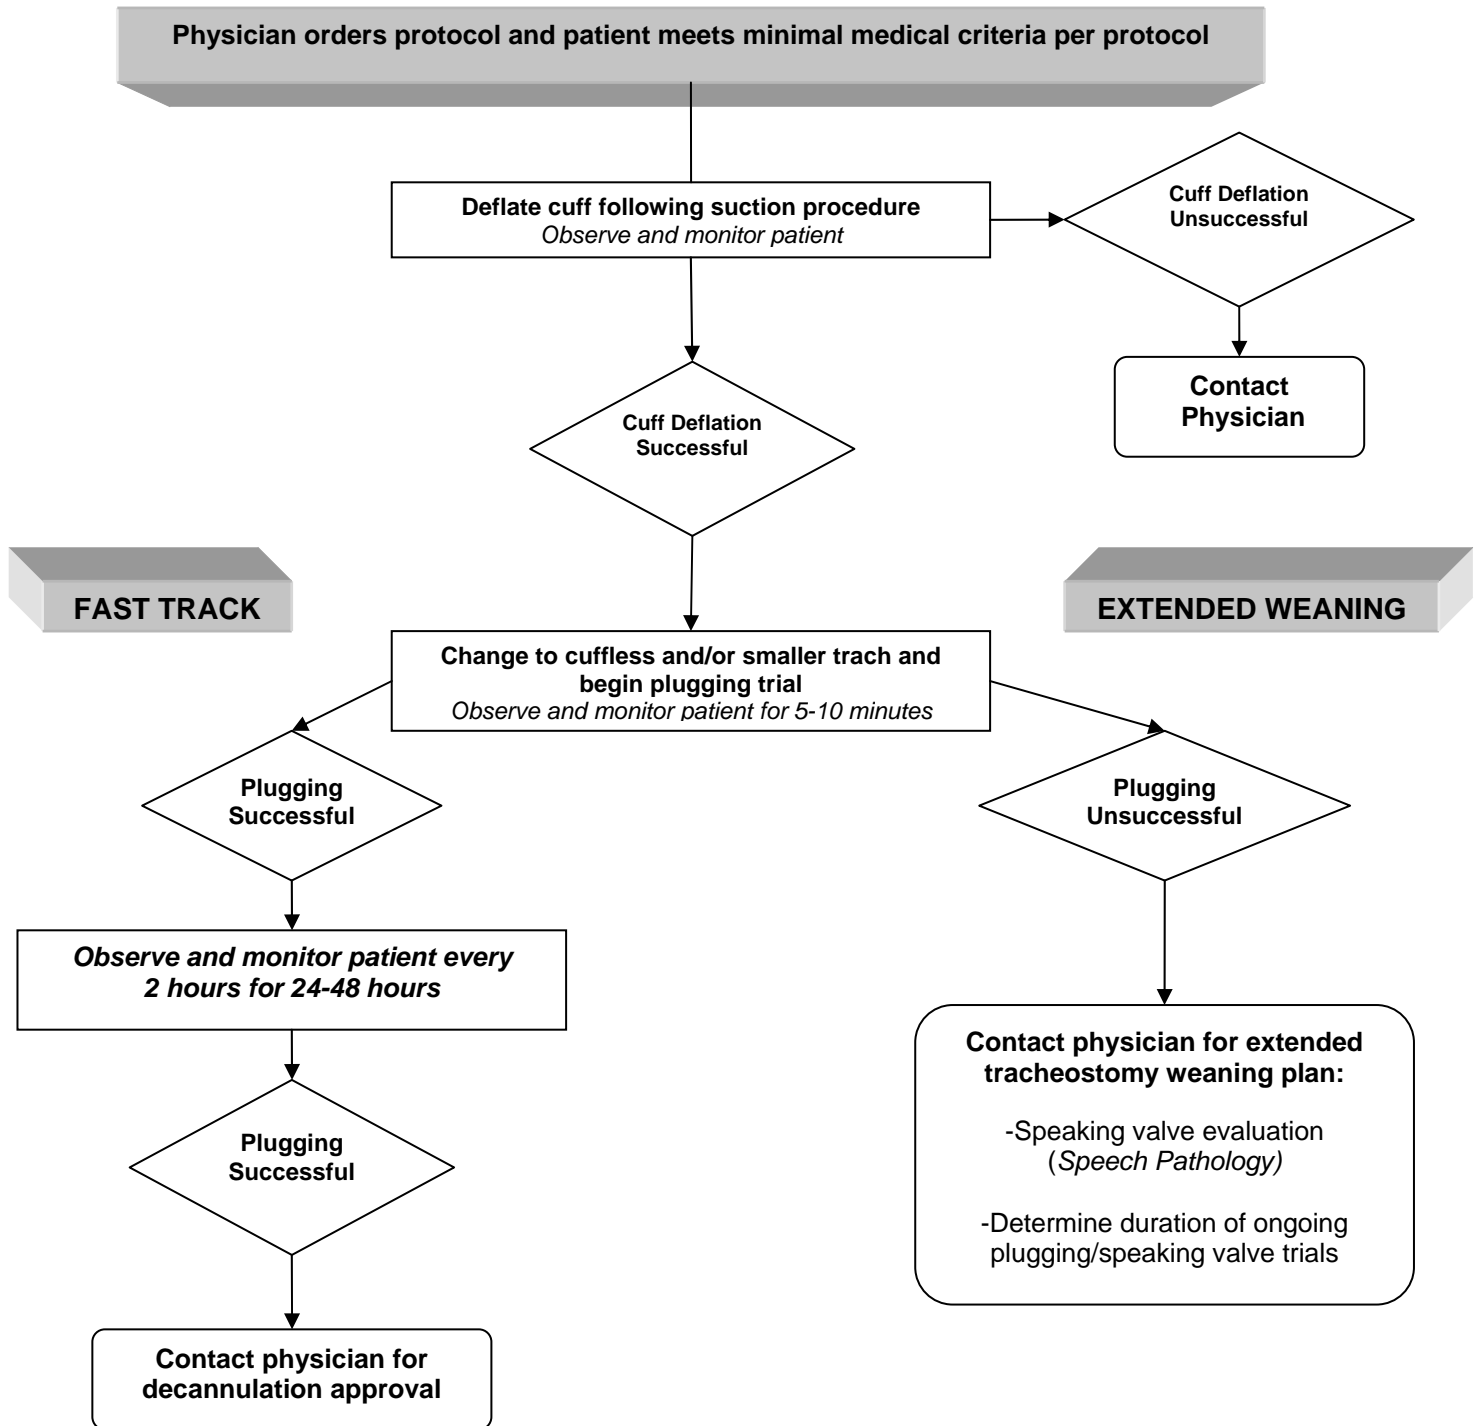 Physician orders protocol and patient meets minimal medical criteria per protocol
Deflate cuff following suction procedure
Observe and monitor patient
Cuff Deflation
Unsuccessful
Contact
Physician
Cuff Deflation
Successful
FAST TRACK
EXTENDED WEANING
Change to cuffless and/or smaller trach and
begin plugging trial
Observe and monitor patient for 5-10 minutes
Plugging
Successful
Plugging
Unsuccessful
Observe and monitor patient every
2 hours for 24-48 hours
Contact physician for extended
tracheostomy weaning plan:
-Speaking valve evaluation
(Speech Pathology)
-Determine duration of ongoing
plugging/speaking valve trials
Plugging
Successful
Contact physician for
decannulation approval